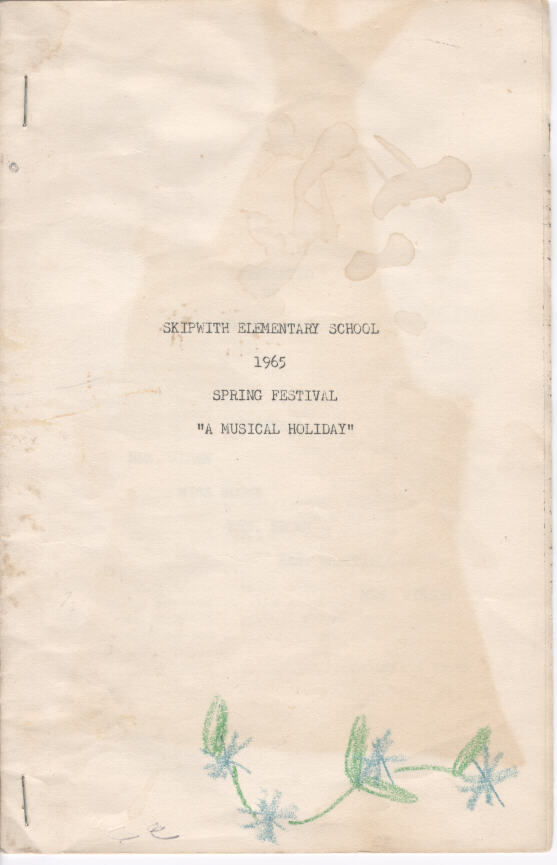 SKIPWITH ELEMENTARY SCHOOL
1965
SPRING FESTIVAL
"A MUSICAL HOLIDAY"